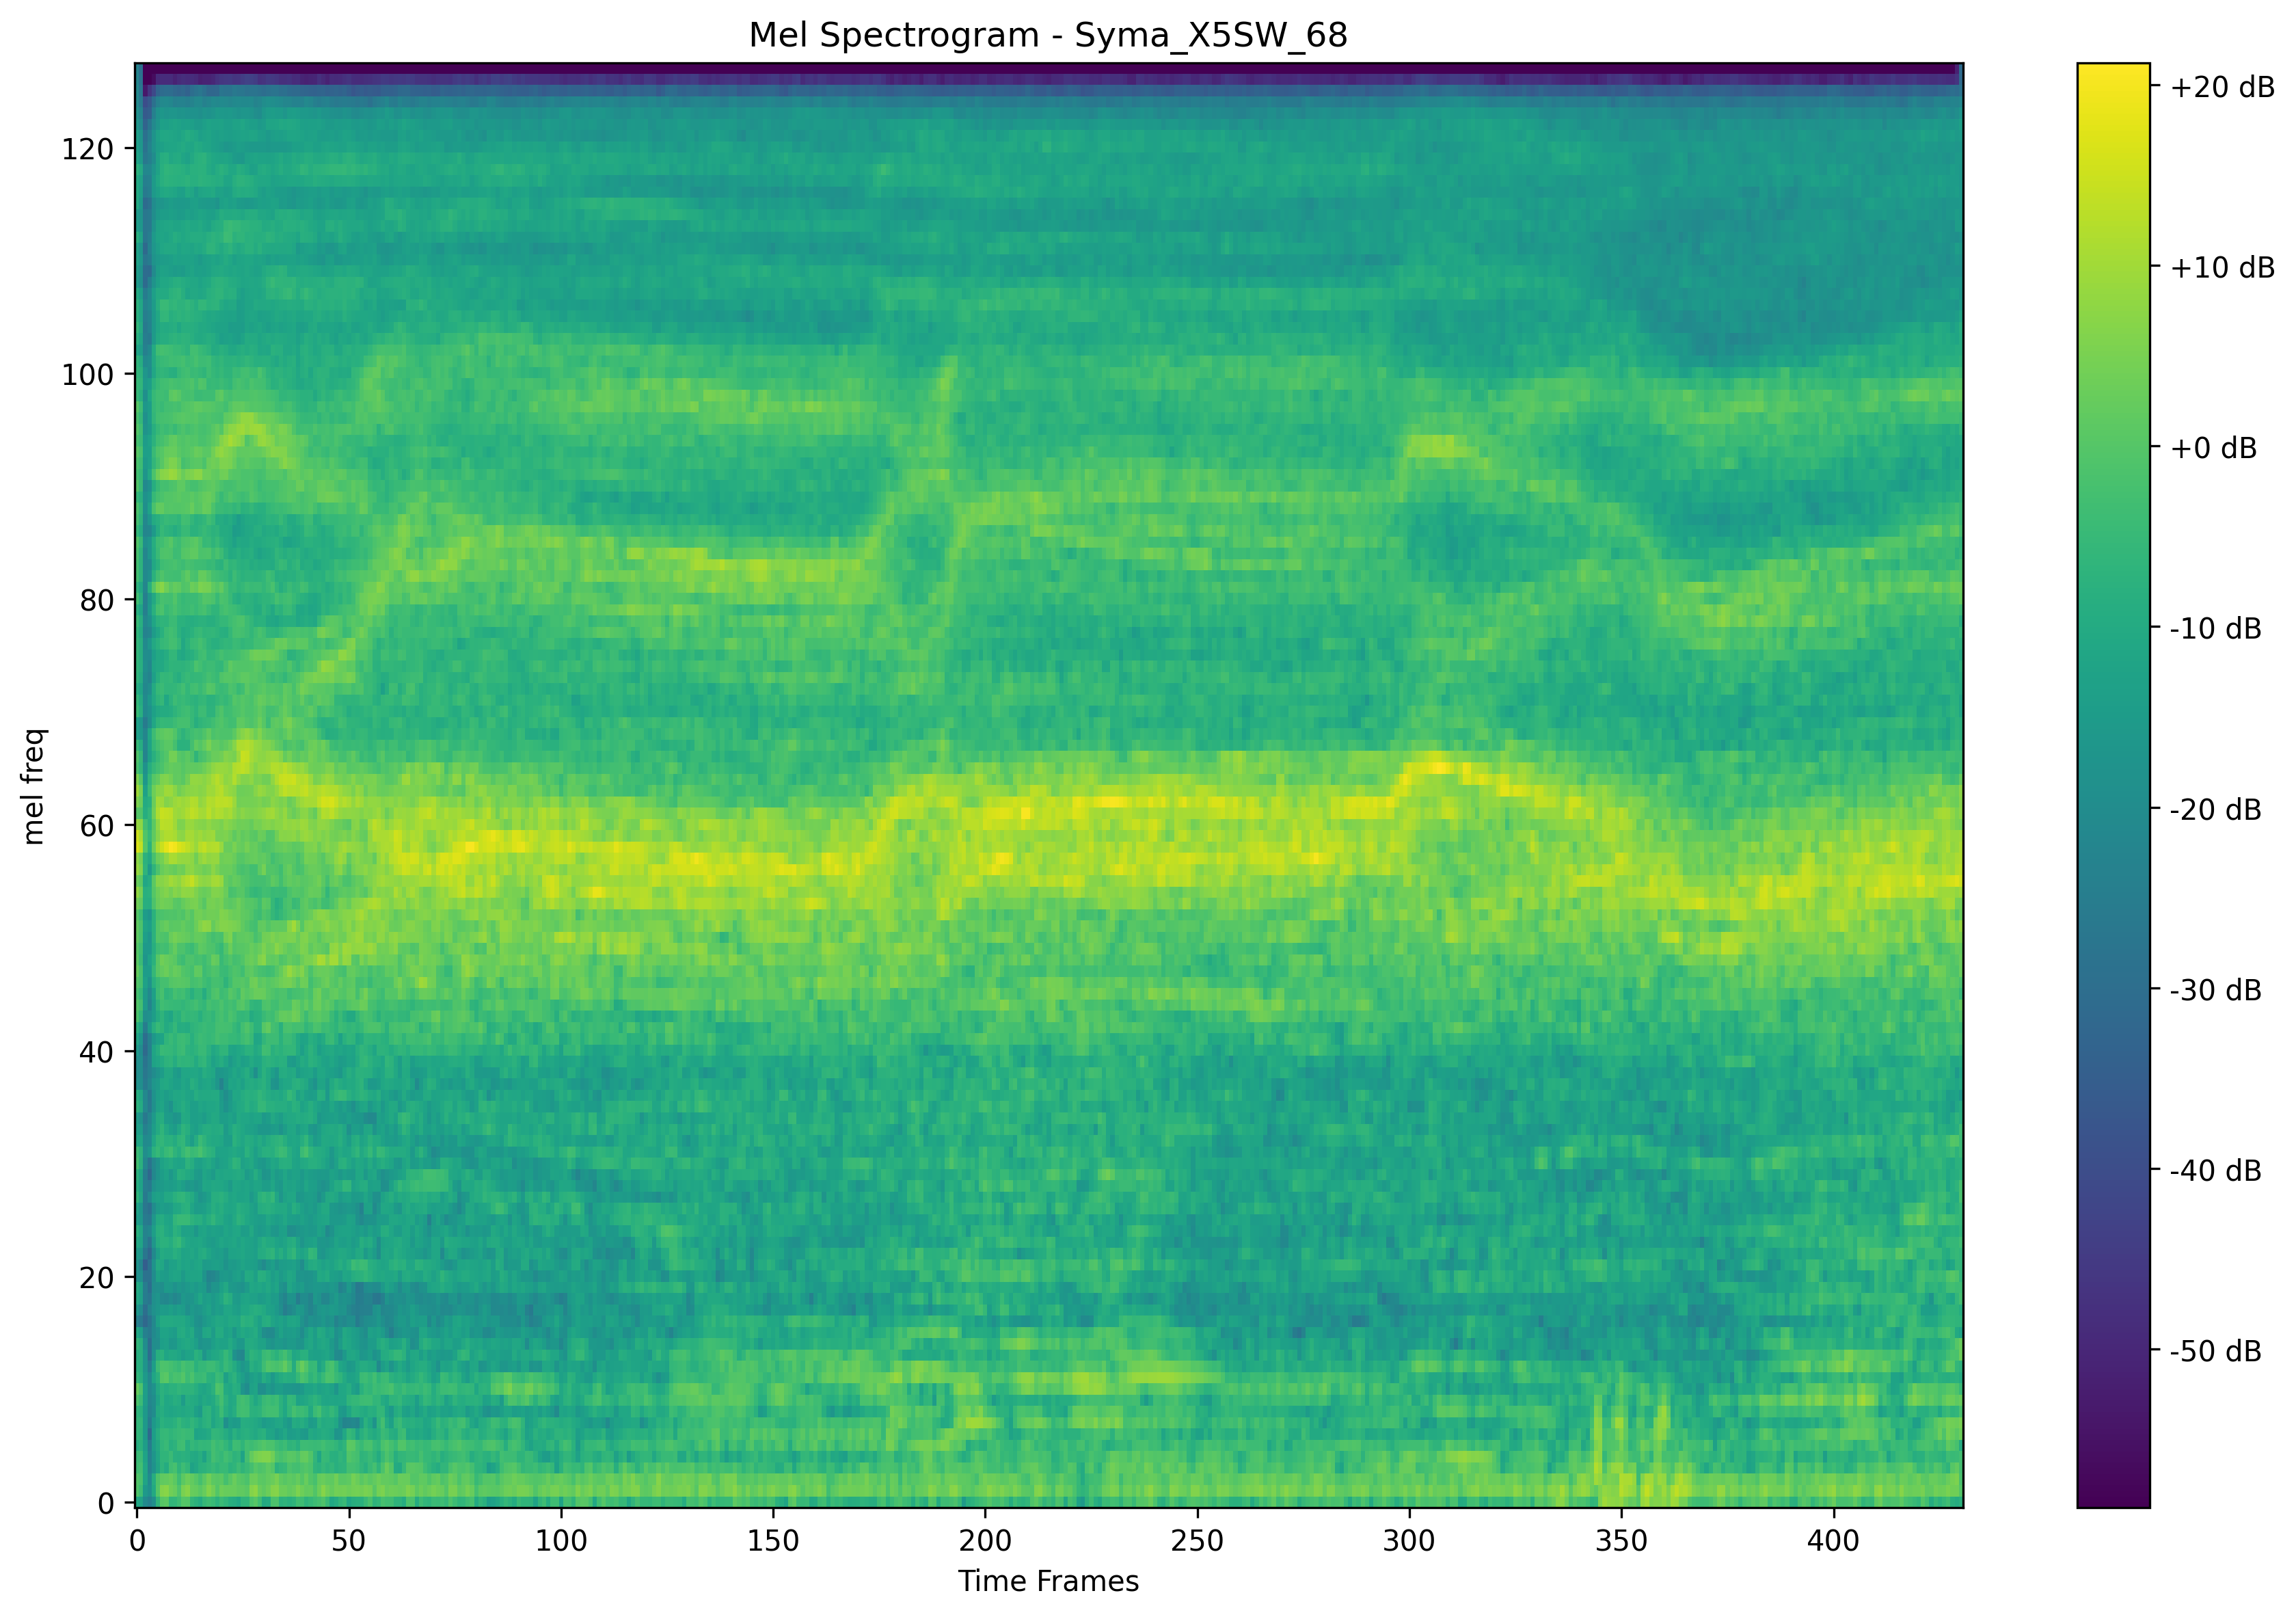 Mel Spectrogram - Syma_X5SW_68
mel freq
120
100
80
60
40
20
0
0 50 100 150 200 250 300 350 400
Time Frames
+20 dB
+10 dB
+0 dB
-10 dB
-20 dB
-30 dB
-40 dB
-50 dB